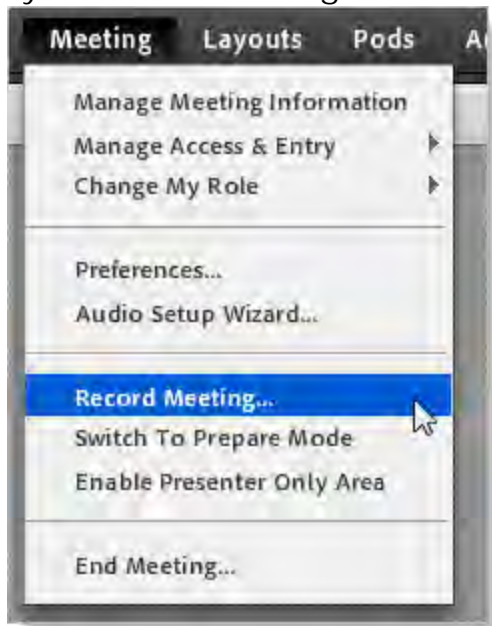 Meeting Layouts Pods
Manage Meeting Information
Manage Access & Entry
Change My Role
Preferences...
Audio Setup Wizard...
Record Meeting...
Switch To Prepare Mode
Enable Presenter Only Area
End Meeting...